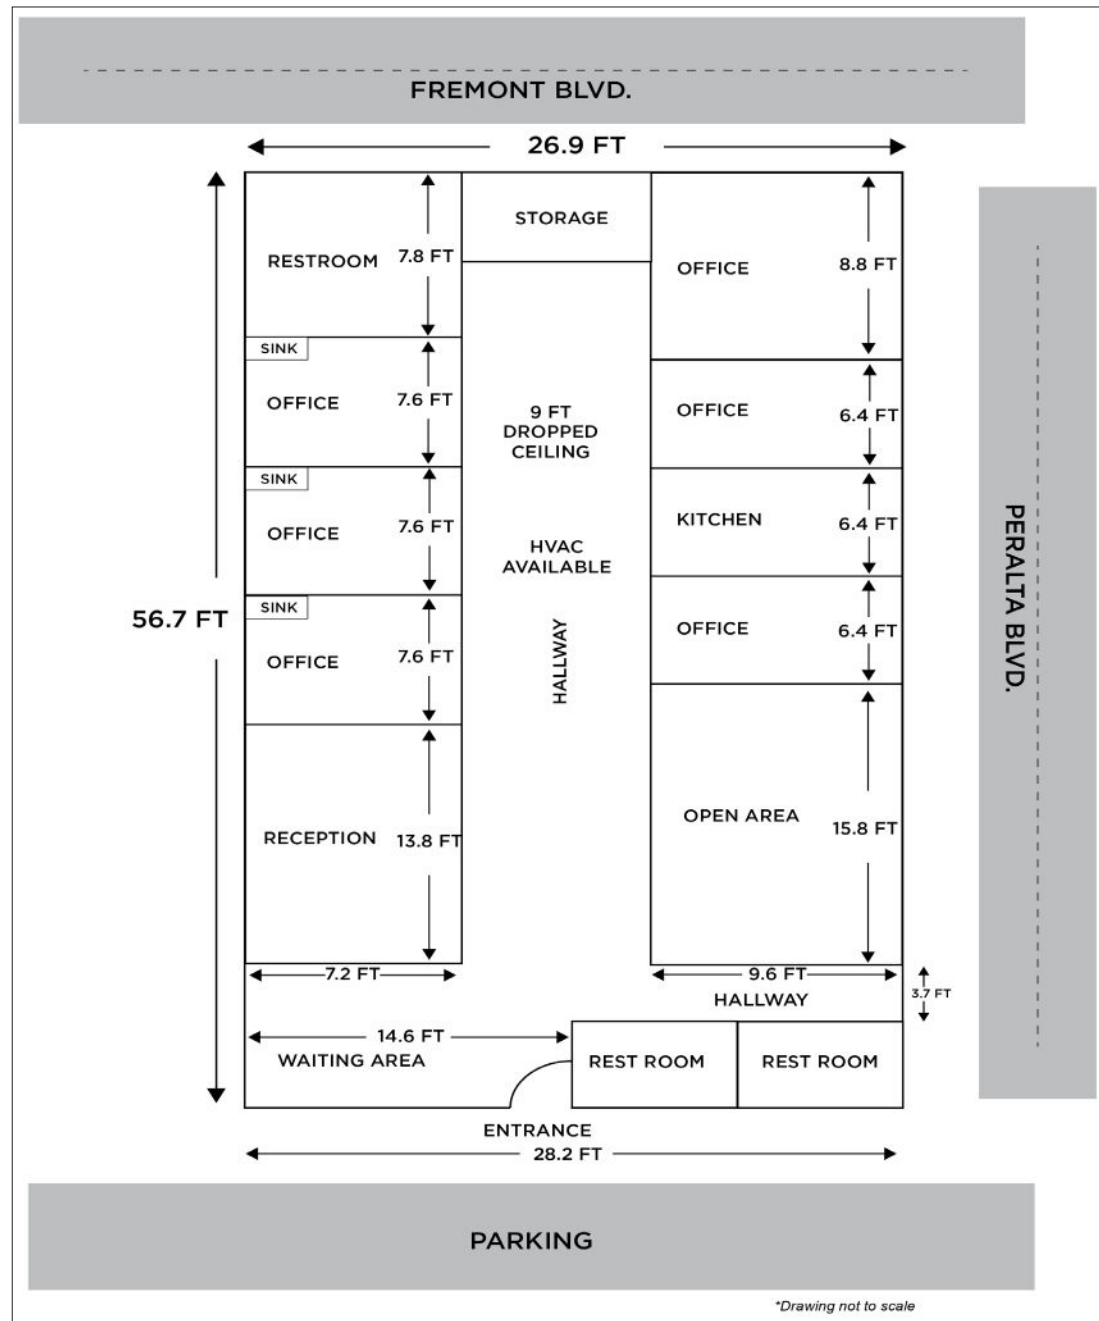 FREMONT BLVD.
26.9 FT
STORAGE
RESTROOM 7.8 FT
OFFICE 8.8 FT
SINK
OFFICE 7.6 FT
9 FT
DROPPED
CEILING
OFFICE 6.4 FT
SINK
OFFICE 7.6 FT
HVAC
AVAILABLE
KITCHEN 6.4 FT
PERALTA BLVD.
56.7 FT
SINK
OFFICE 7.6 FT
HALLWAY
OFFICE 6.4 FT
RECEPTION 13.8 FT
OPEN AREA 15.8 FT
7.2 FT
9.6 FT
HALLWAY
3.7 FT
14.6 FT
WAITING AREA
REST ROOM
REST ROOM
ENTRANCE
28.2 FT
PARKING
*Drawing not to scale